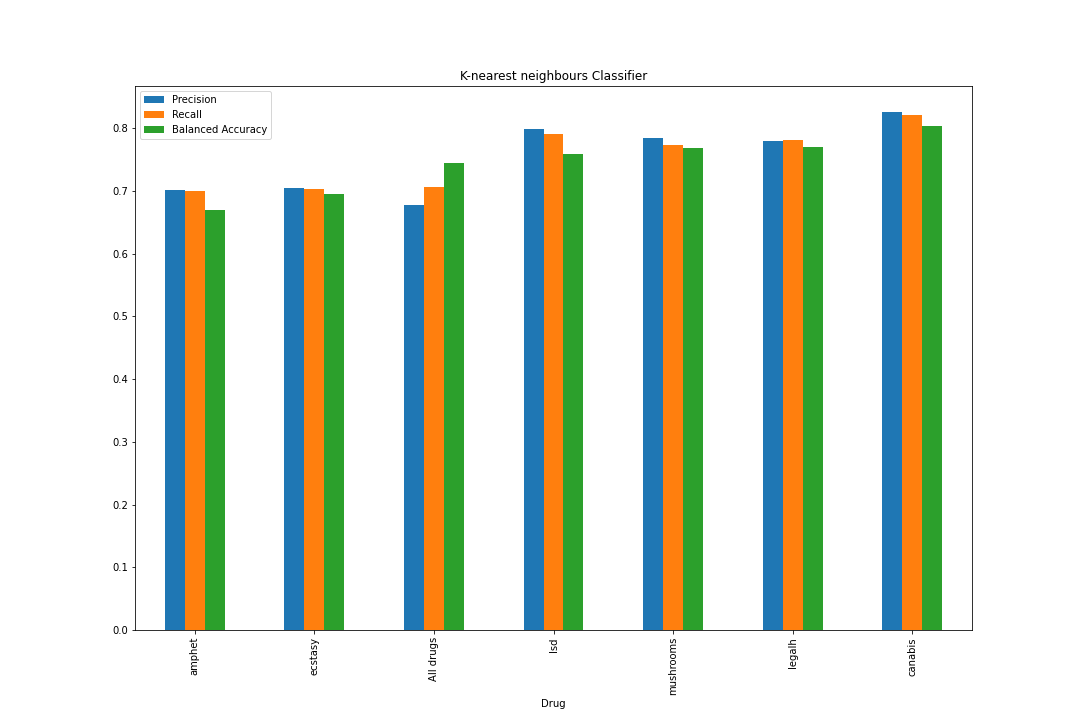 K-nearest neighbours Classifier
Precision
Recall
Balanced Accuracy
0.8
0.7
0.6
0.5
0.4
0.3
0.2
0.1
0.0
amphet
ecstasy
All drugs
lsd
mushrooms
legalh
canabis
Drug